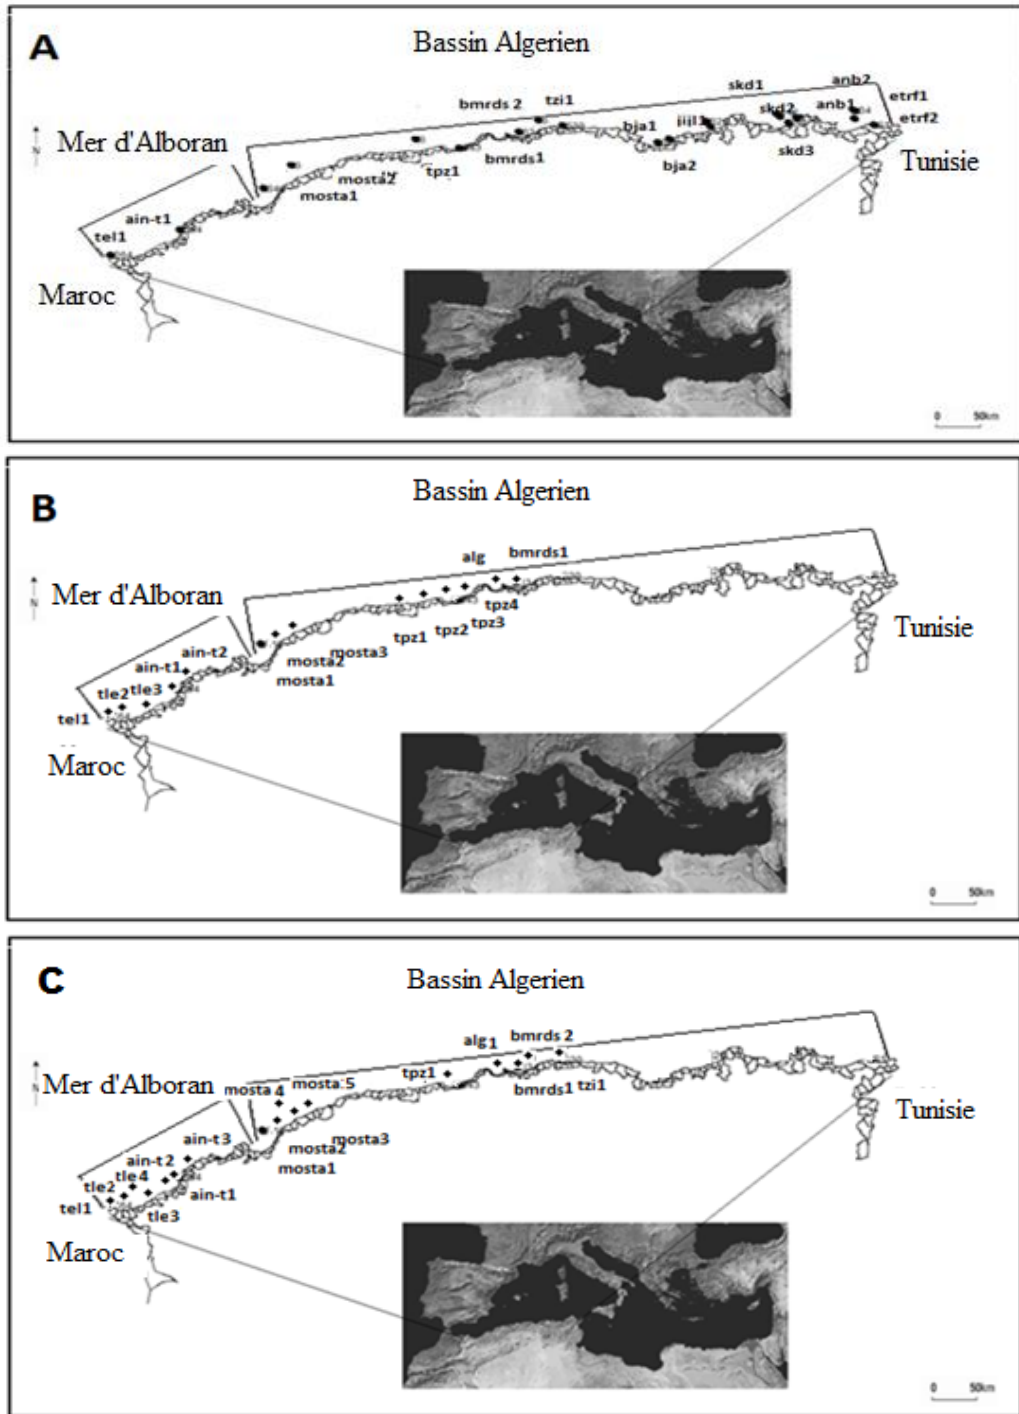 A
Bassin Algerien
skd1
anb2
etrf1
bmrds 2
tzi1
skd2
anb1
etrf2
bja1
jijl1
Mer d'Alboran
bmrds1
skd3
Tunisie
mosta2
tpz1
bja2
mosta1
ain-t1
tel1
N
Maroc
0 50km
B
Bassin Algerien
alg
bmrds1
Mer d'Alboran
tpz4
Tunisie
tpz1
tpz2
tpz3
ain-t2
mosta2
mosta3
ain-t1
mosta1
tle2
tle3
tel1
N
Maroc
0 50km
C
Bassin Algerien
alg1
bmrds 2
tpz1
Mer d'Alboran
mosta 4
mosta:5
bmrds1
tzi1
Tunisie
ain-t3
mosta2
mosta3
ain-t2
mosta1
tle4
tle2
ain-t1
tel1
tle3
N
Maroc
0 50km